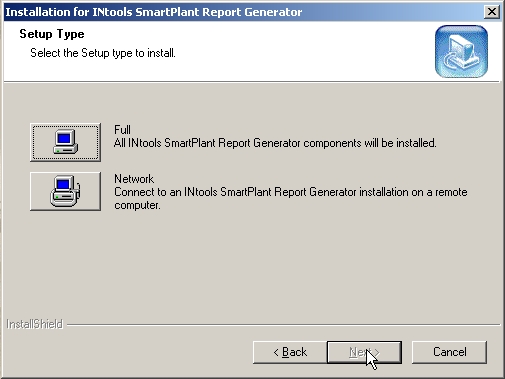 Installation for INtools SmartPlant Report Generator
Setup Type
Select the Setup type to install.
Full
All INtools SmartPlant Report Generator components will be installed.
Network
Connect to an INtools SmartPlant Report Generator installation on a remote
computer.
InstallShield
< Back
Next >
Cancel